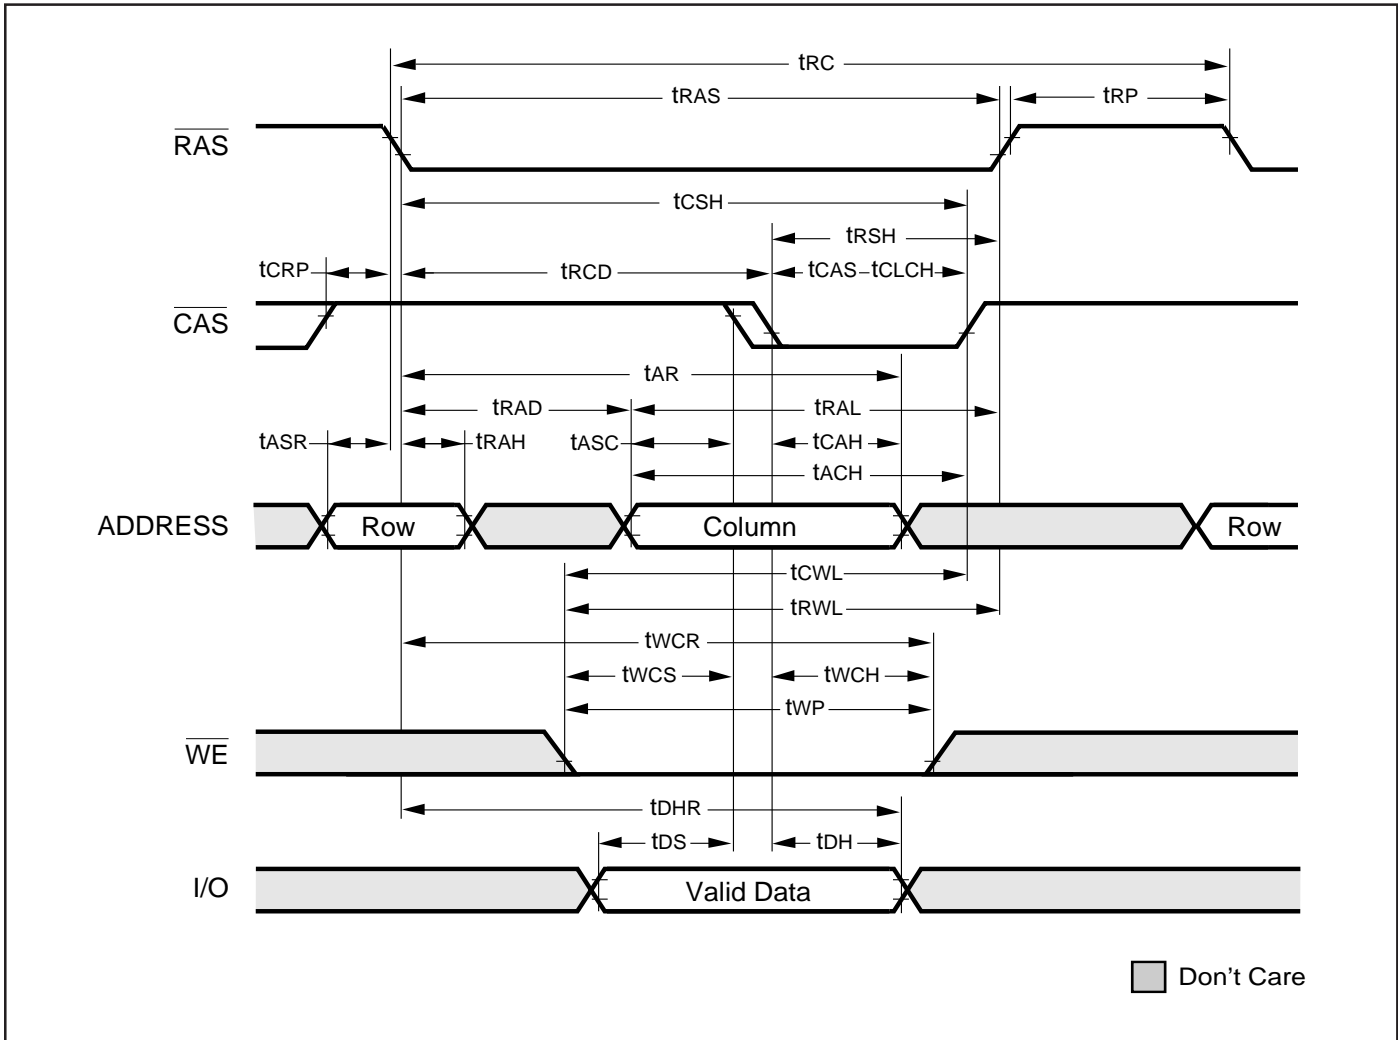 tRC
tRAS
tRP
RAS
tCSH
tRSH
tCRP
tRCD
tCAS - tCLCH
CAS
tAR
tRAD
tRAL
tASR
tRAH
tASC
tCAH
tACH
ADDRESS
Row
Column
Row
tCWL
tRWL
tWCR
tWCS
tWCH
tWP
WE
tDHR
tDS
tDH
I/O
Valid Data
Don't Care